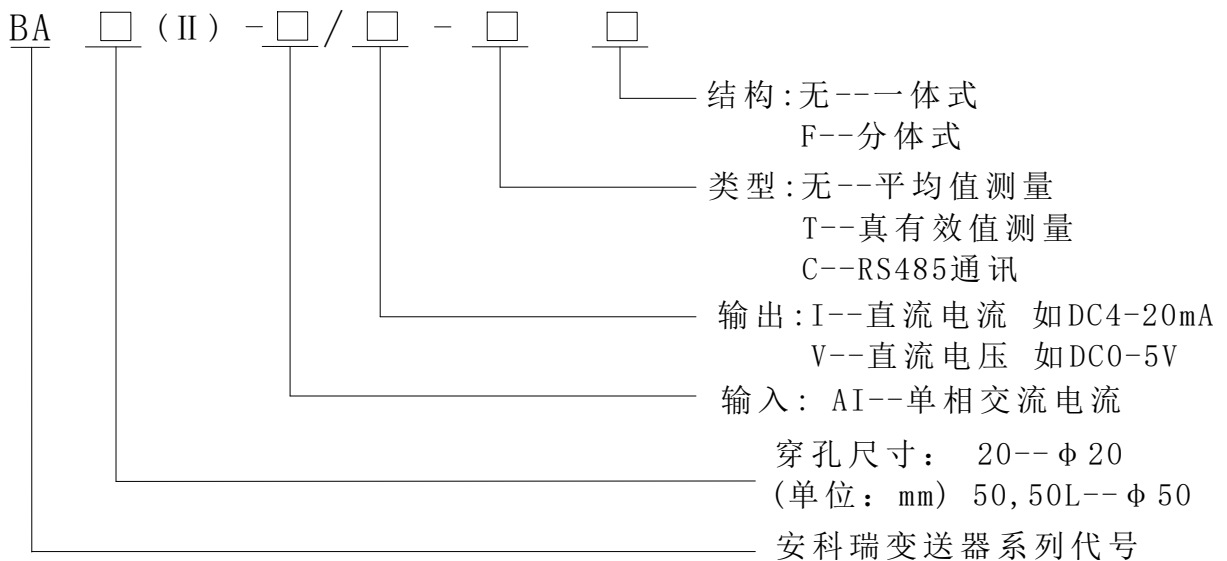 BA □ (Ⅱ) -□/□ - □ □
结构:无--一体式
F--分体式
类型:无--平均值测量
T--真有效值测量
C--RS485通讯
输出:I--直流电流 如DC4-20mA
V--直流电压 如DC0-5V
输入: AI--单相交流电流
穿孔尺寸： 20--φ20
(单位：mm) 50,50L--φ50
安科瑞变送器系列代号